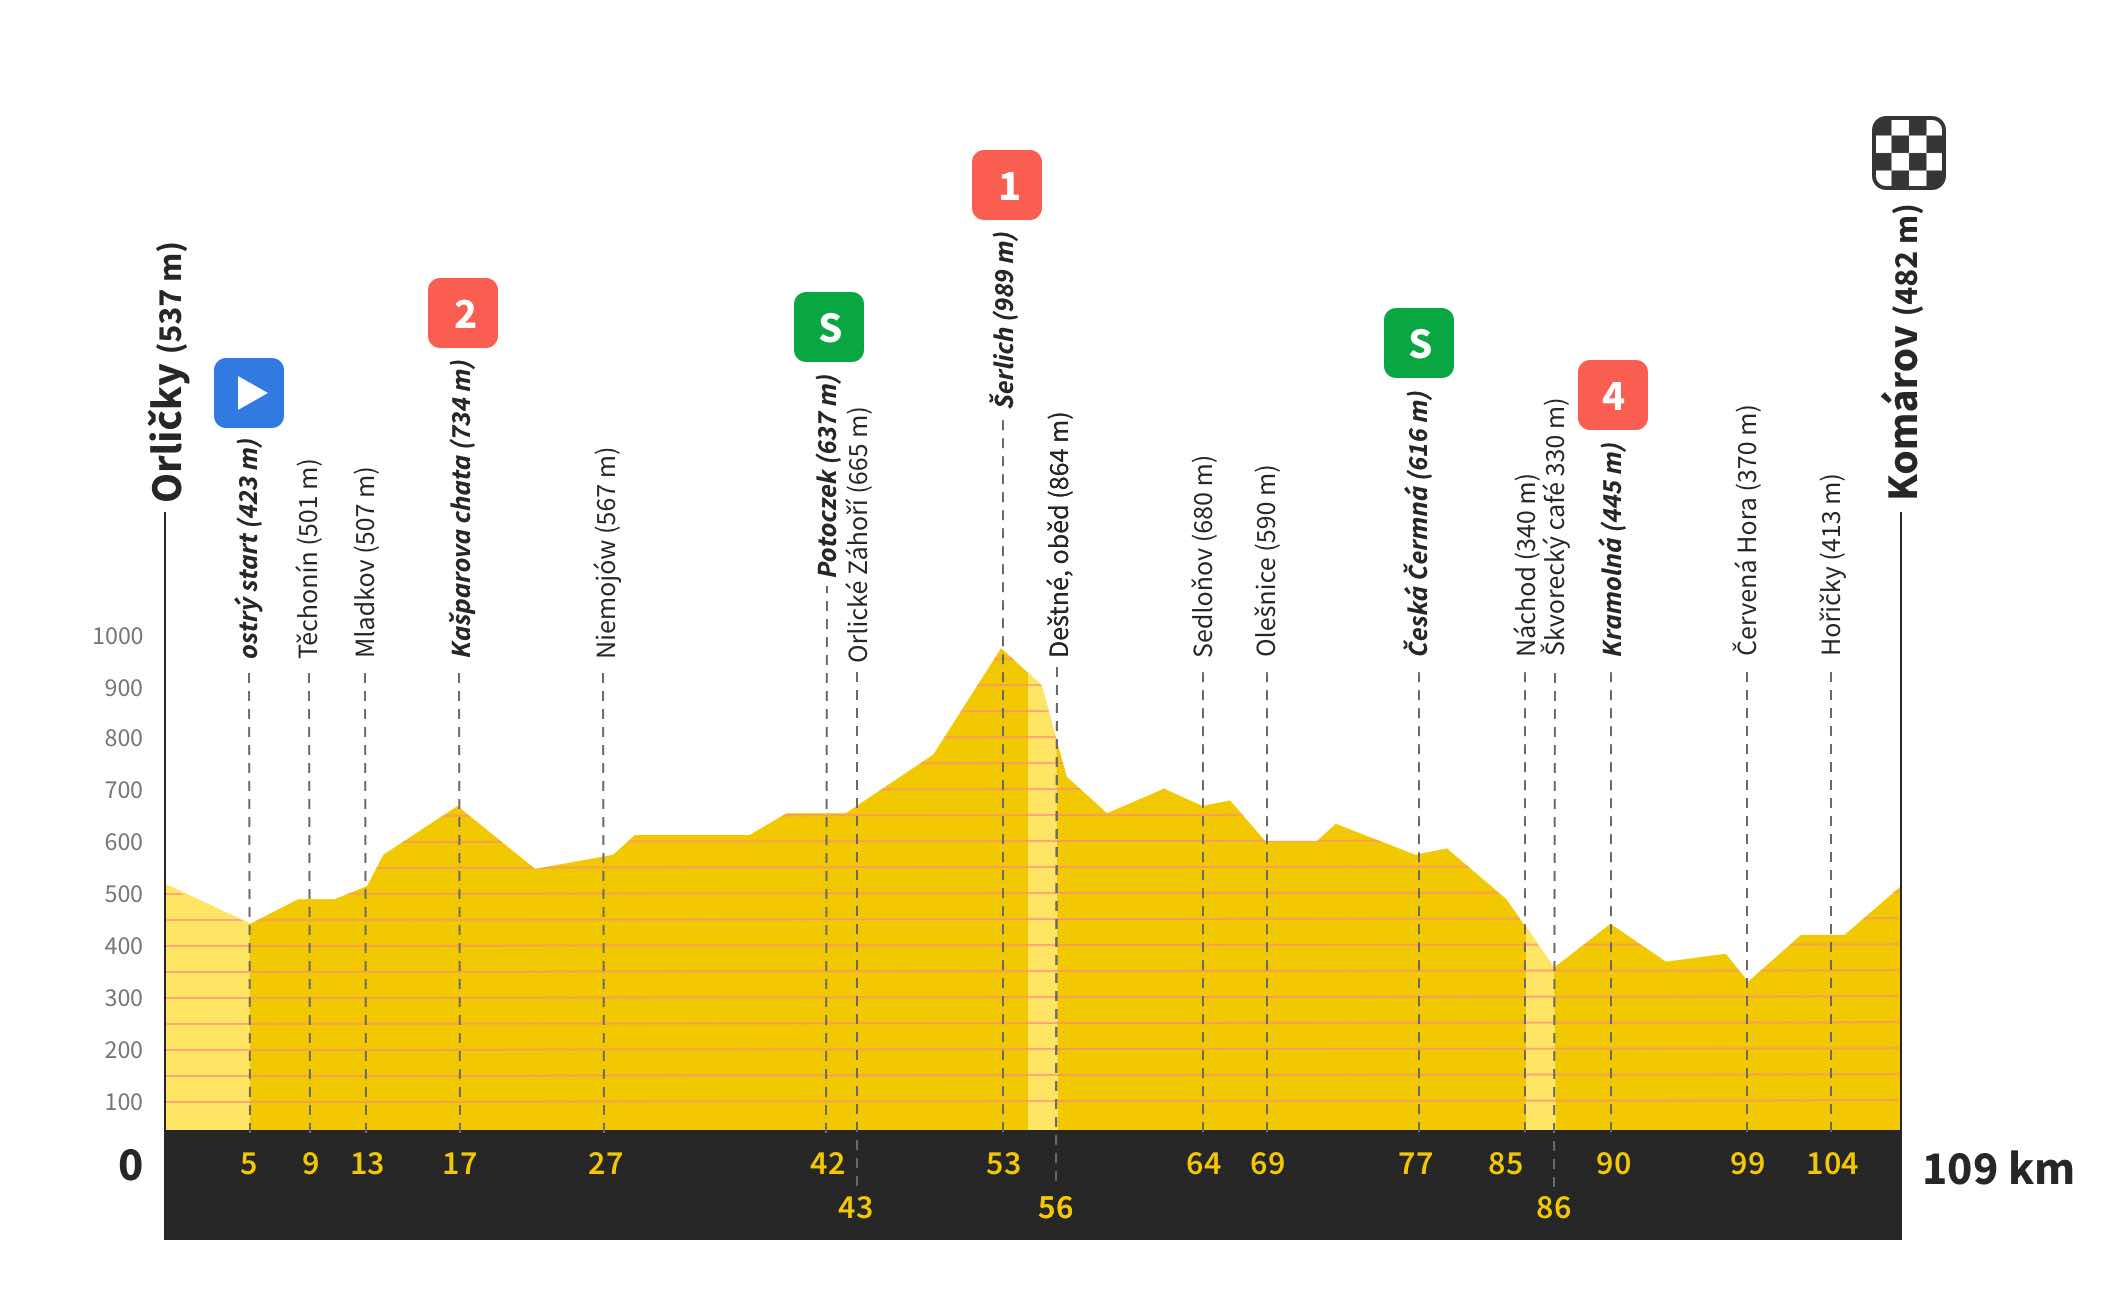 Orličky (537 m)
ostrý start (423 m)
Těchonín (501 m)
Mladkov (507 m)
2
Kašparova chata (734 m)
Niemojów (567 m)
S
Potoczek (637 m)
Orlické Záhoří (665 m)
1
Šerlich (989 m)
Deštné, oběd (864 m)
Sedloňov (680 m)
Olešnice (590 m)
S
Česká Čermná (616 m)
Náchod (340 m)
Škvorecký café 330 m)
4
Kramolná (445 m)
Červená Hora (370 m)
Hořičky (413 m)
Komárov (482 m)
1000
900
800
700
600
500
400
300
200
100
0
5 9 13 17 27 42 53 64 69 77 85 90 99 104
109 km
43 56 86